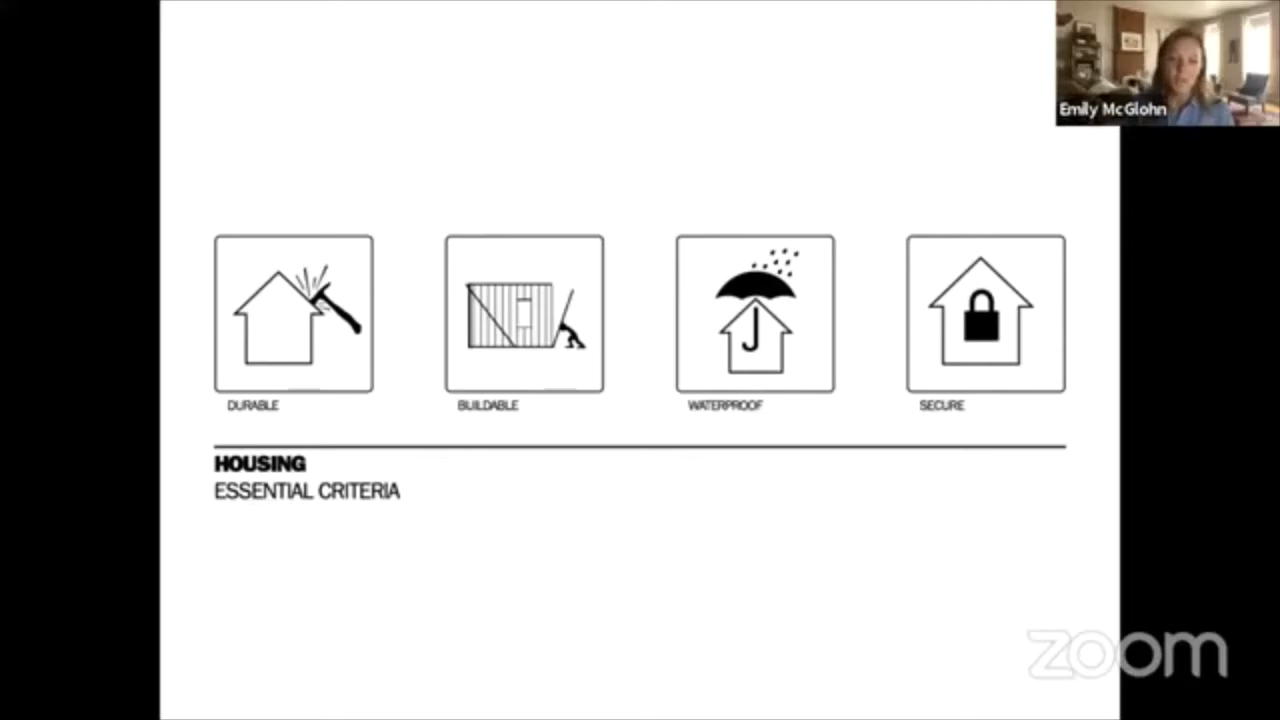 Emily McGlohn
DURABLE
BUILDABLE
WATERPROOF
SECURE
HOUSING
ESSENTIAL CRITERIA
zoom